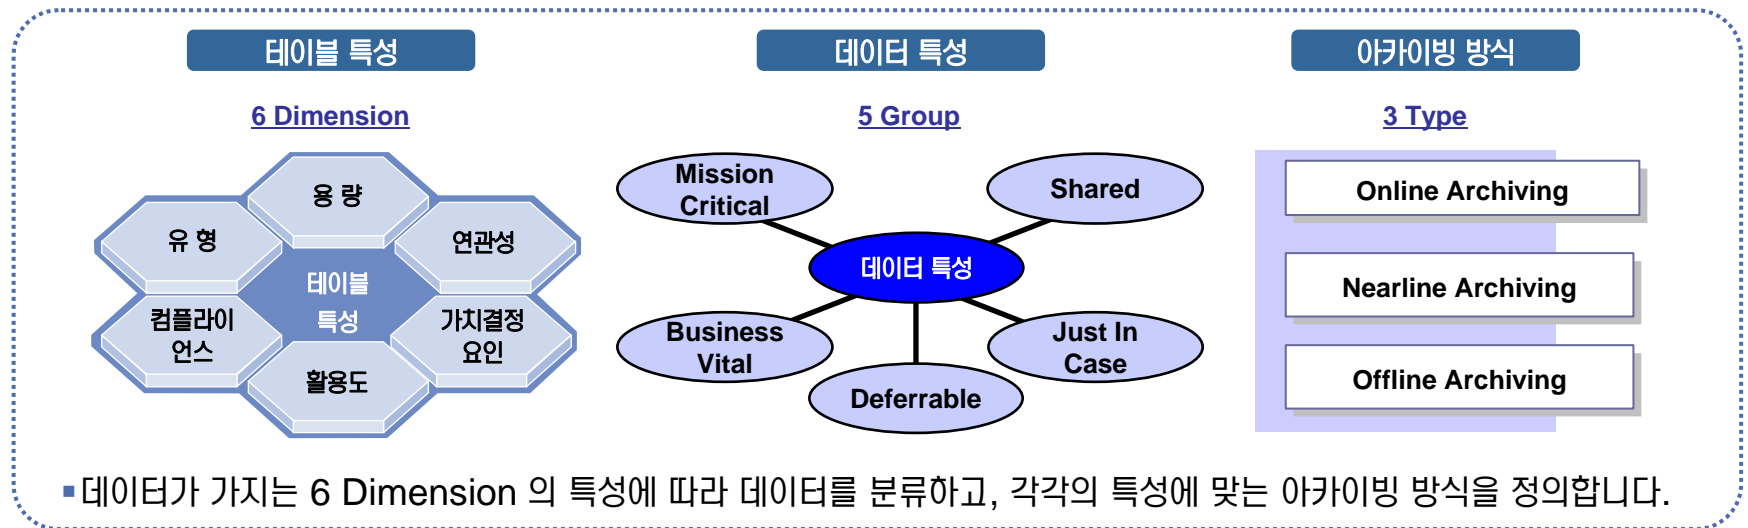 테이블 특성
6 Dimension
용 량
유 형
연관성
테이블
특성
컴플라이
언스
가치결정
요인
활용도
데이터 특성
5 Group
Mission
Critical
Shared
데이터 특성
Business
Vital
Just In
Case
Deferrable
아카이빙 방식
3 Type
Online Archiving
Nearline Archiving
Offline Archiving
▪데이터가 가지는 6 Dimension 의 특성에 따라 데이터를 분류하고, 각각의 특성에 맞는 아카이빙 방식을 정의합니다.